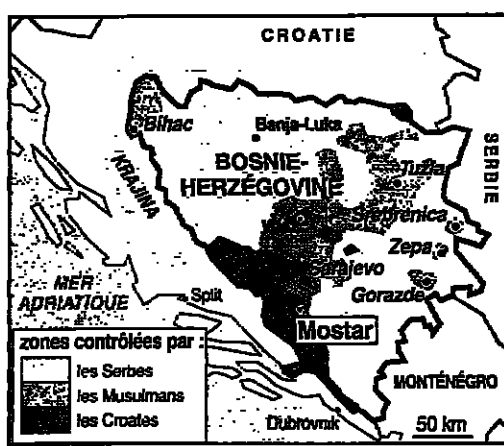 CROATIE
Bihac
Banja-Luka
BOSNIE-
HERZÉGOVINE
SERBIE
KRAJINA
Tuzla
Srebrenica
Zepa
Sarajevo
Gorazde
MER
ADRIATIQUE
Split
Mostar
zones contrôlées par :
les Serbes
les Musulmans
les Croates
MONTÉNÉGRO
Dubrovnik
50 km